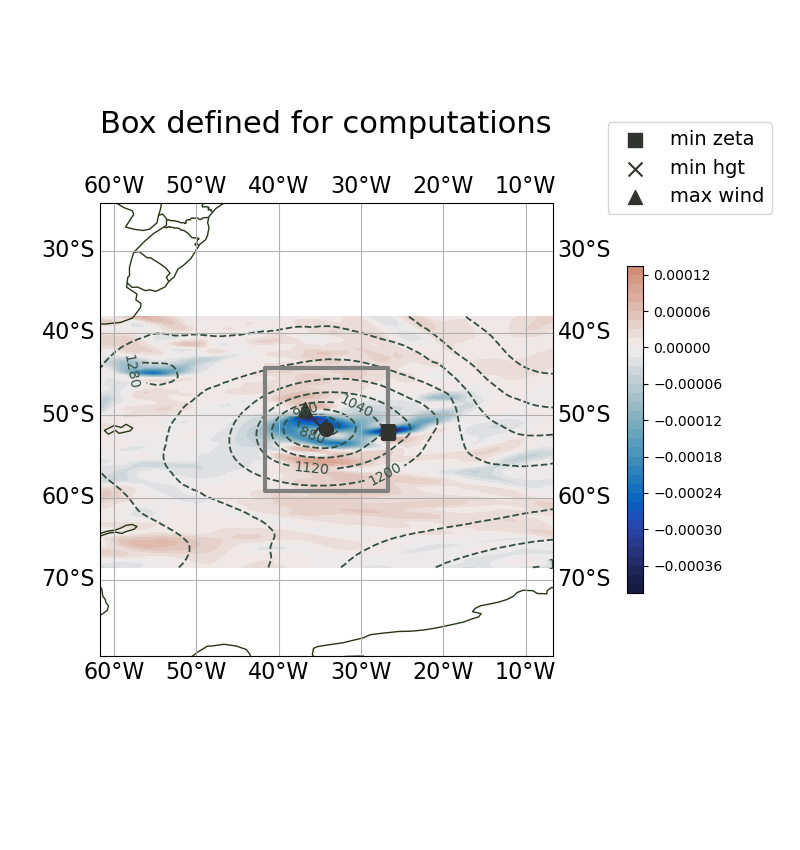 Box defined for computations
min zeta
min hgt
max wind
60°W 50°W 40°W 30°W 20°W 10°W
30°S 30°S
40°S 40°S
50°S 50°S
60°S 60°S
70°S 70°S
60°W 50°W 40°W 30°W 20°W 10°W
1280
1040
880
1120
1200
0.00012
0.00006
0.00000
−0.00006
−0.00012
−0.00018
−0.00024
−0.00030
−0.00036